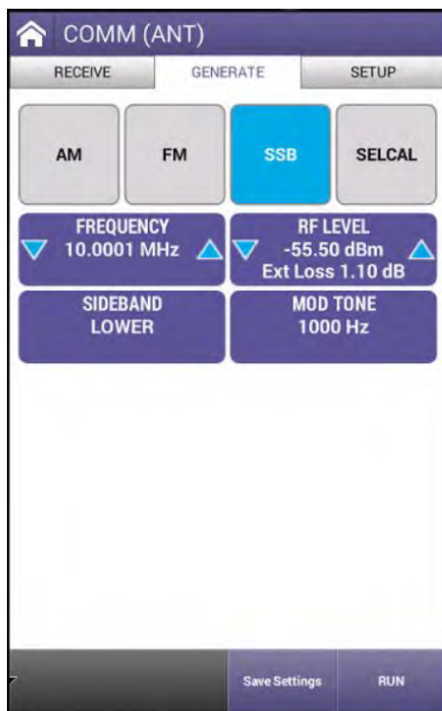 COMM (ANT)
RECEIVE GENERATE SETUP
AM FM SSB SELCAL
FREQUENCY
10.0001 MHz
RF LEVEL
-55.50 dBm
Ext Loss 1.10 dB
SIDEBAND
LOWER
MOD TONE
1000 Hz
Save Settings RUN